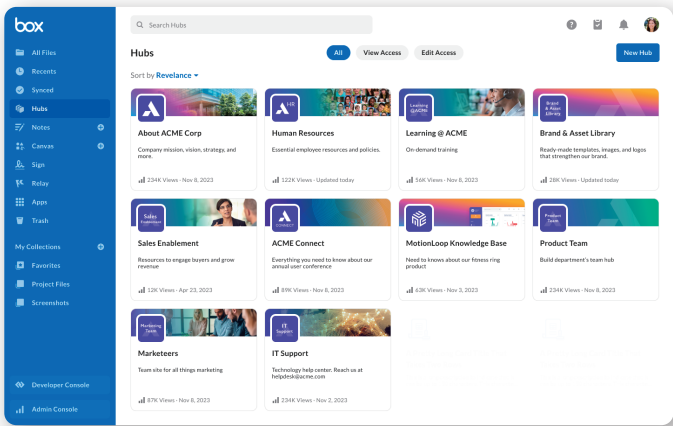 box
Search Hubs
All Files
Recents
Synced
Hubs
Notes
Canvas
Sign
Relay
Apps
Trash
My Collections
Favorites
Project Files
Screenshots
Developer Console
Admin Console
Hubs
All
View Access
Edit Access
New Hub
Sort by Revelance
About ACME Corp
Company mission, vision, strategy, and
more.
234K Views · Nov 8, 2023
HR
Human Resources
Essential employee resources and policies.
122K Views · Updated today
Learning
@ACME
Learning @ ACME
On-demand training
56K Views · Nov 8, 2023
Brand
& Asset
Library
Brand & Asset Library
Ready-made templates, images, and logos
that strengthen our brand.
28K Views · Updated today
Sales
Enablement
Sales Enablement
Resources to engage buyers and grow
revenue
12K Views · Apr 23, 2023
CONNECT
ACME Connect
Everything you need to know about our
annual user conference
89K Views · Nov 8, 2023
MotionLoop Knowledge Base
Need to knows about our fitness ring
product
63K Views · Nov 3, 2023
Product
Team
Product Team
Build department's team hub
234K Views · Nov 8, 2023
Marketing
Team
Marketeers
Team site for all things marketing
87K Views · Nov 8, 2023
IT
Support
IT Support
Technology help center. Reach us at
helpdesk@acme.com
234K Views · Nov 2, 2023